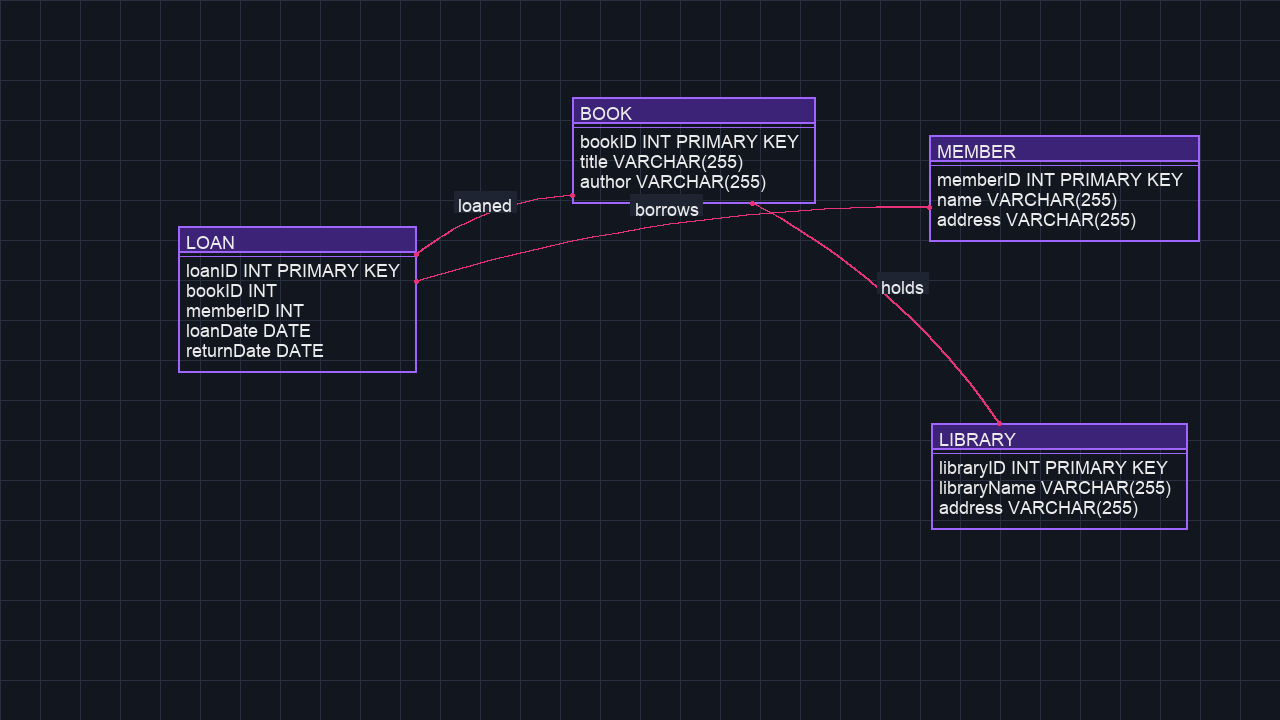 BOOK
bookID INT PRIMARY KEY
title VARCHAR(255)
author VARCHAR(255)
MEMBER
memberID INT PRIMARY KEY
name VARCHAR(255)
address VARCHAR(255)
loaned
borrows
LOAN
loanID INT PRIMARY KEY
bookID INT
memberID INT
loanDate DATE
returnDate DATE
holds
LIBRARY
libraryID INT PRIMARY KEY
libraryName VARCHAR(255)
address VARCHAR(255)